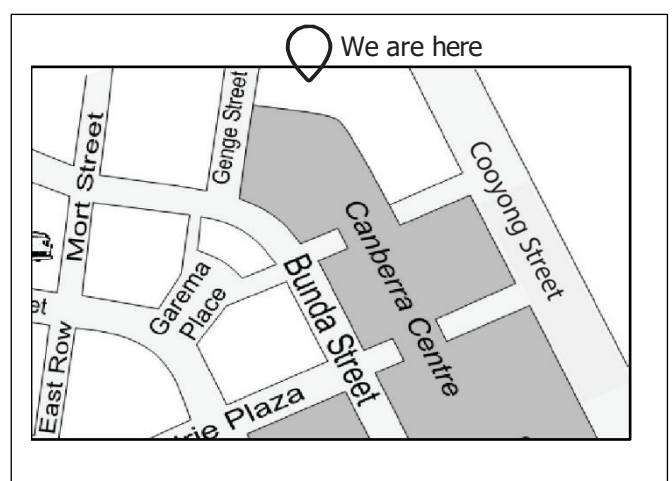 We are here
Genge Street
Mort Street
Cooyong Street
Canberra Centre
Garema
Place
Bunda Street
East Row
Plaza